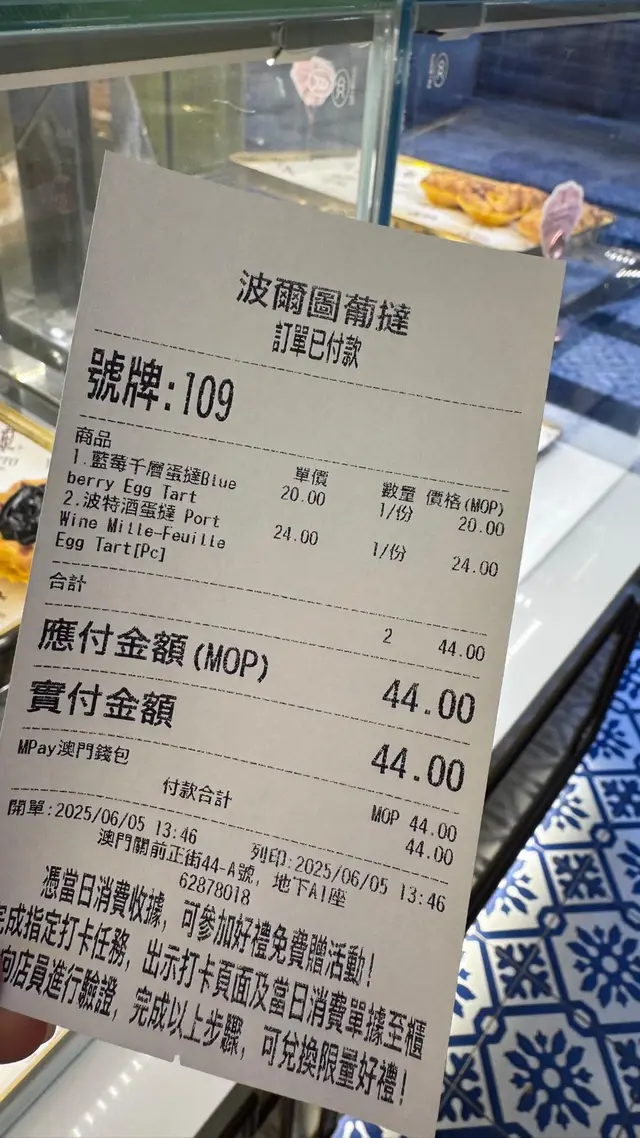 波爾圖葡撻
訂單已付款
號牌:109
商品 單價 數量 價格(MOP)
1.藍莓千層蛋撻Blue 20.00 1/份 20.00
berry Egg Tart
2.波特酒蛋撻 Port 24.00 1/份 24.00
Wine Mille-Feuille
Egg Tart[Pc]
合計 2 44.00
應付金額(MOP) 44.00
實付金額 44.00
MPay澳門錢包 MOP 44.00
付款合計 44.00
開單:2025/06/05 13:46 列印:2025/06/05 13:46
澳門關前正街44-A號, 地下A1座
62878018
憑當日消費收據, 可參加好禮免費贈活動!
完成指定打卡任務, 出示打卡頁面及當日消費單據至櫃
向店員進行驗證, 完成以上步驟, 可兌換限量好禮!